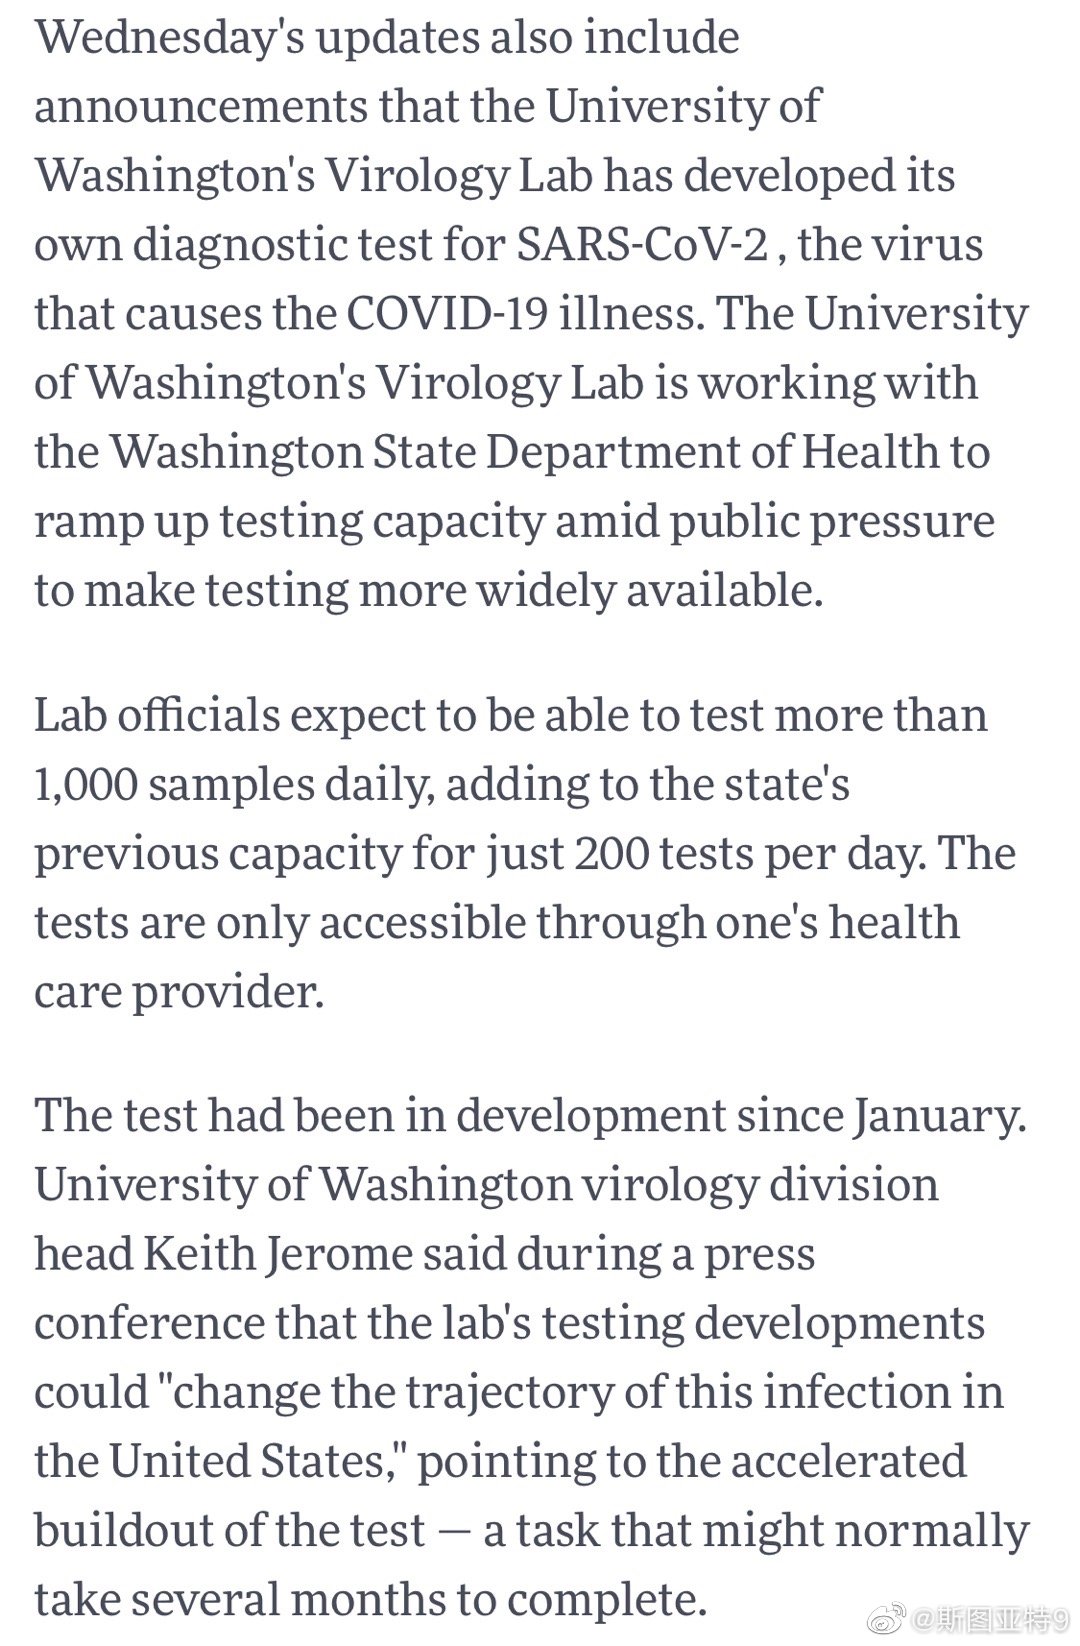 Wednesday's updates also include
announcements that the University of
Washington's Virology Lab has developed its
own diagnostic test for SARS-CoV-2 , the virus
that causes the COVID-19 illness. The University
of Washington's Virology Lab is working with
the Washington State Department of Health to
ramp up testing capacity amid public pressure
to make testing more widely available.
Lab officials expect to be able to test more than
1,000 samples daily, adding to the state's
previous capacity for just 200 tests per day. The
tests are only accessible through one's health
care provider.
The test had been in development since January.
University of Washington virology division
head Keith Jerome said during a press
conference that the lab's testing developments
could "change the trajectory of this infection in
the United States," pointing to the accelerated
buildout of the test — a task that might normally
take several months to complete.
@斯图亚特9